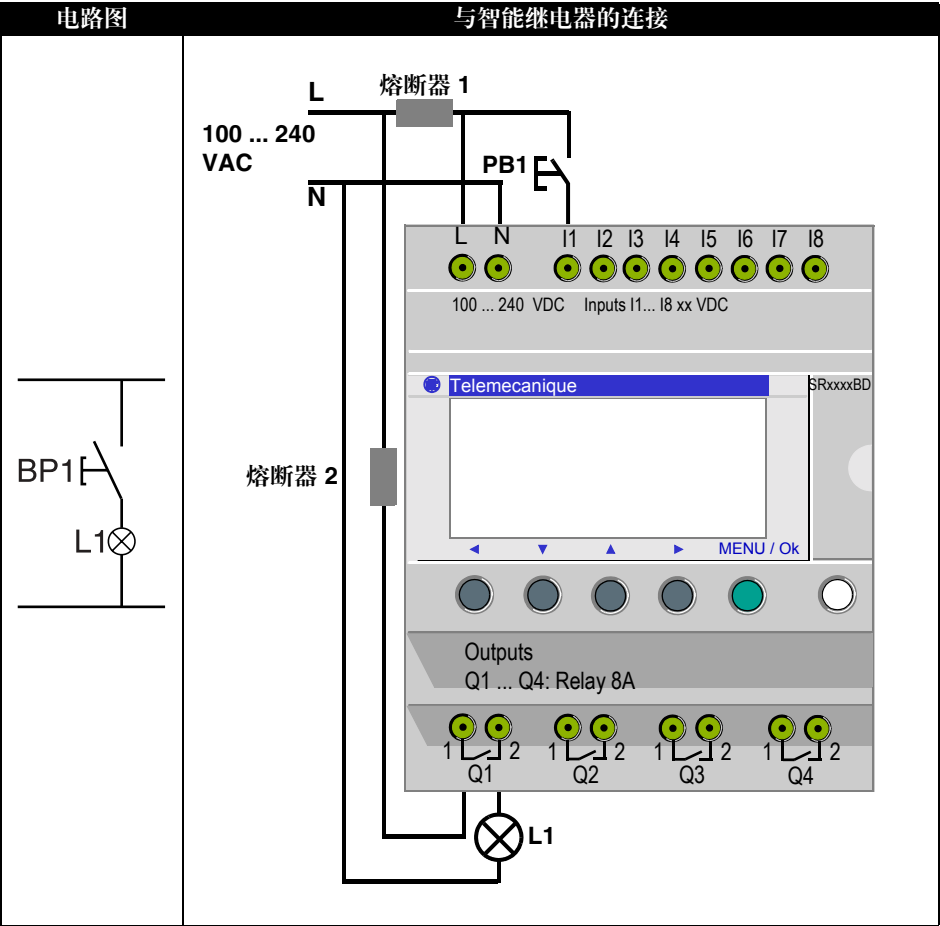 电路图
与智能继电器的连接
L
熔断器 1
100 ... 240
VAC
PB1
N
L N I1 I2 I3 I4 I5 I6 I7 I8
100 ... 240 VDC Inputs I1... I8 xx VDC
Telemecanique
SRxxxxBD
BP1
熔断器 2
L1
MENU / Ok
Outputs
Q1 ... Q4: Relay 8A
1 2 1 2 1 2 1 2
Q1 Q2 Q3 Q4
L1